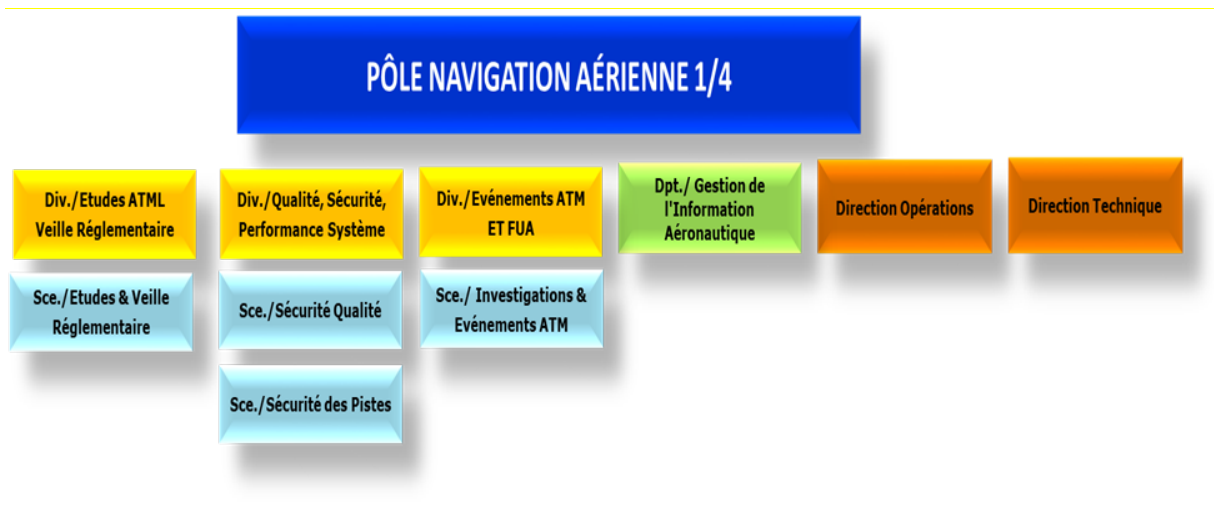 PÔLE NAVIGATION AÉRIENNE 1/4
Div./Etudes ATML
Veille Réglementaire
Div./Qualité, Sécurité,
Performance Système
Div./Evénements ATM
ET FUA
Dpt./ Gestion de
l'Information
Aéronautique
Direction Opérations
Direction Technique
Sce./Etudes & Veille
Réglementaire
Sce./Sécurité Qualité
Sce./ Investigations &
Evénements ATM
Sce./Sécurité des Pistes